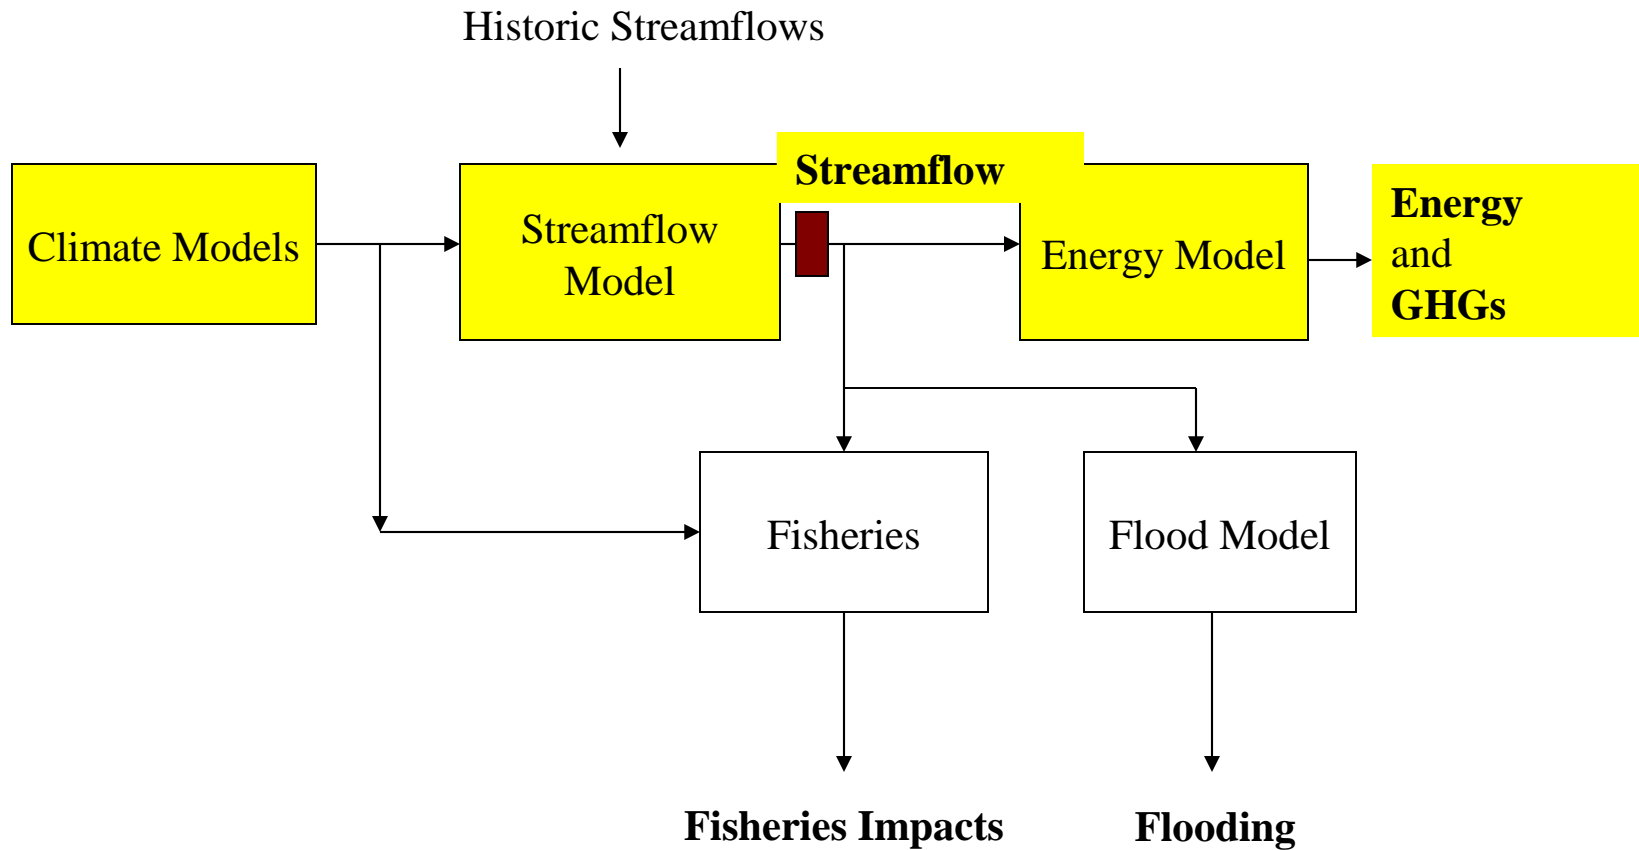 Historic Streamflows
Climate Models
Streamflow
Model
Streamflow
Energy Model
Energy
and
GHGs
Fisheries
Flood Model
Fisheries Impacts
Flooding